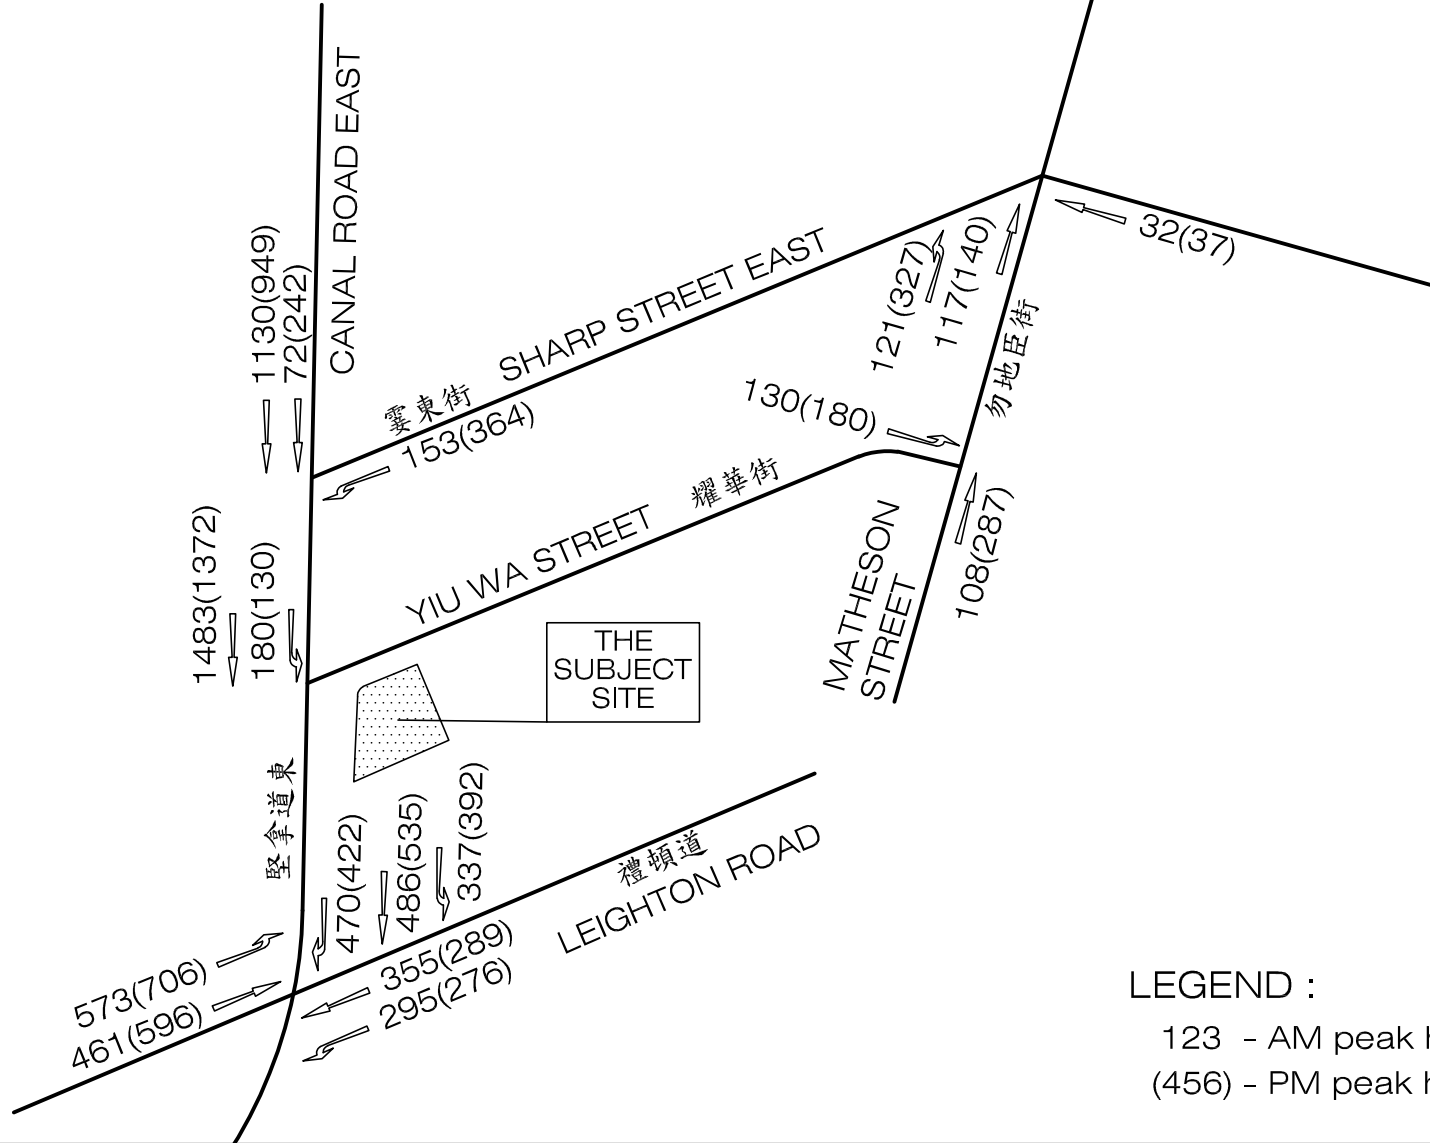 CANAL ROAD EAST
1130(949)
72(242)
SHARP STREET EAST
霎東街
153(364)
121(327)
117(140)
32(37)
勿地臣街
130(180)
YIU WA STREET
耀華街
1483(1372)
180(130)
MATHESON
STREET
108(287)
THE
SUBJECT
SITE
堅拿道東
470(422)
486(535)
337(392)
禮頓道
LEIGHTON ROAD
573(706)
461(596)
355(289)
295(276)
LEGEND :
123 - AM peak
(456) - PM peak